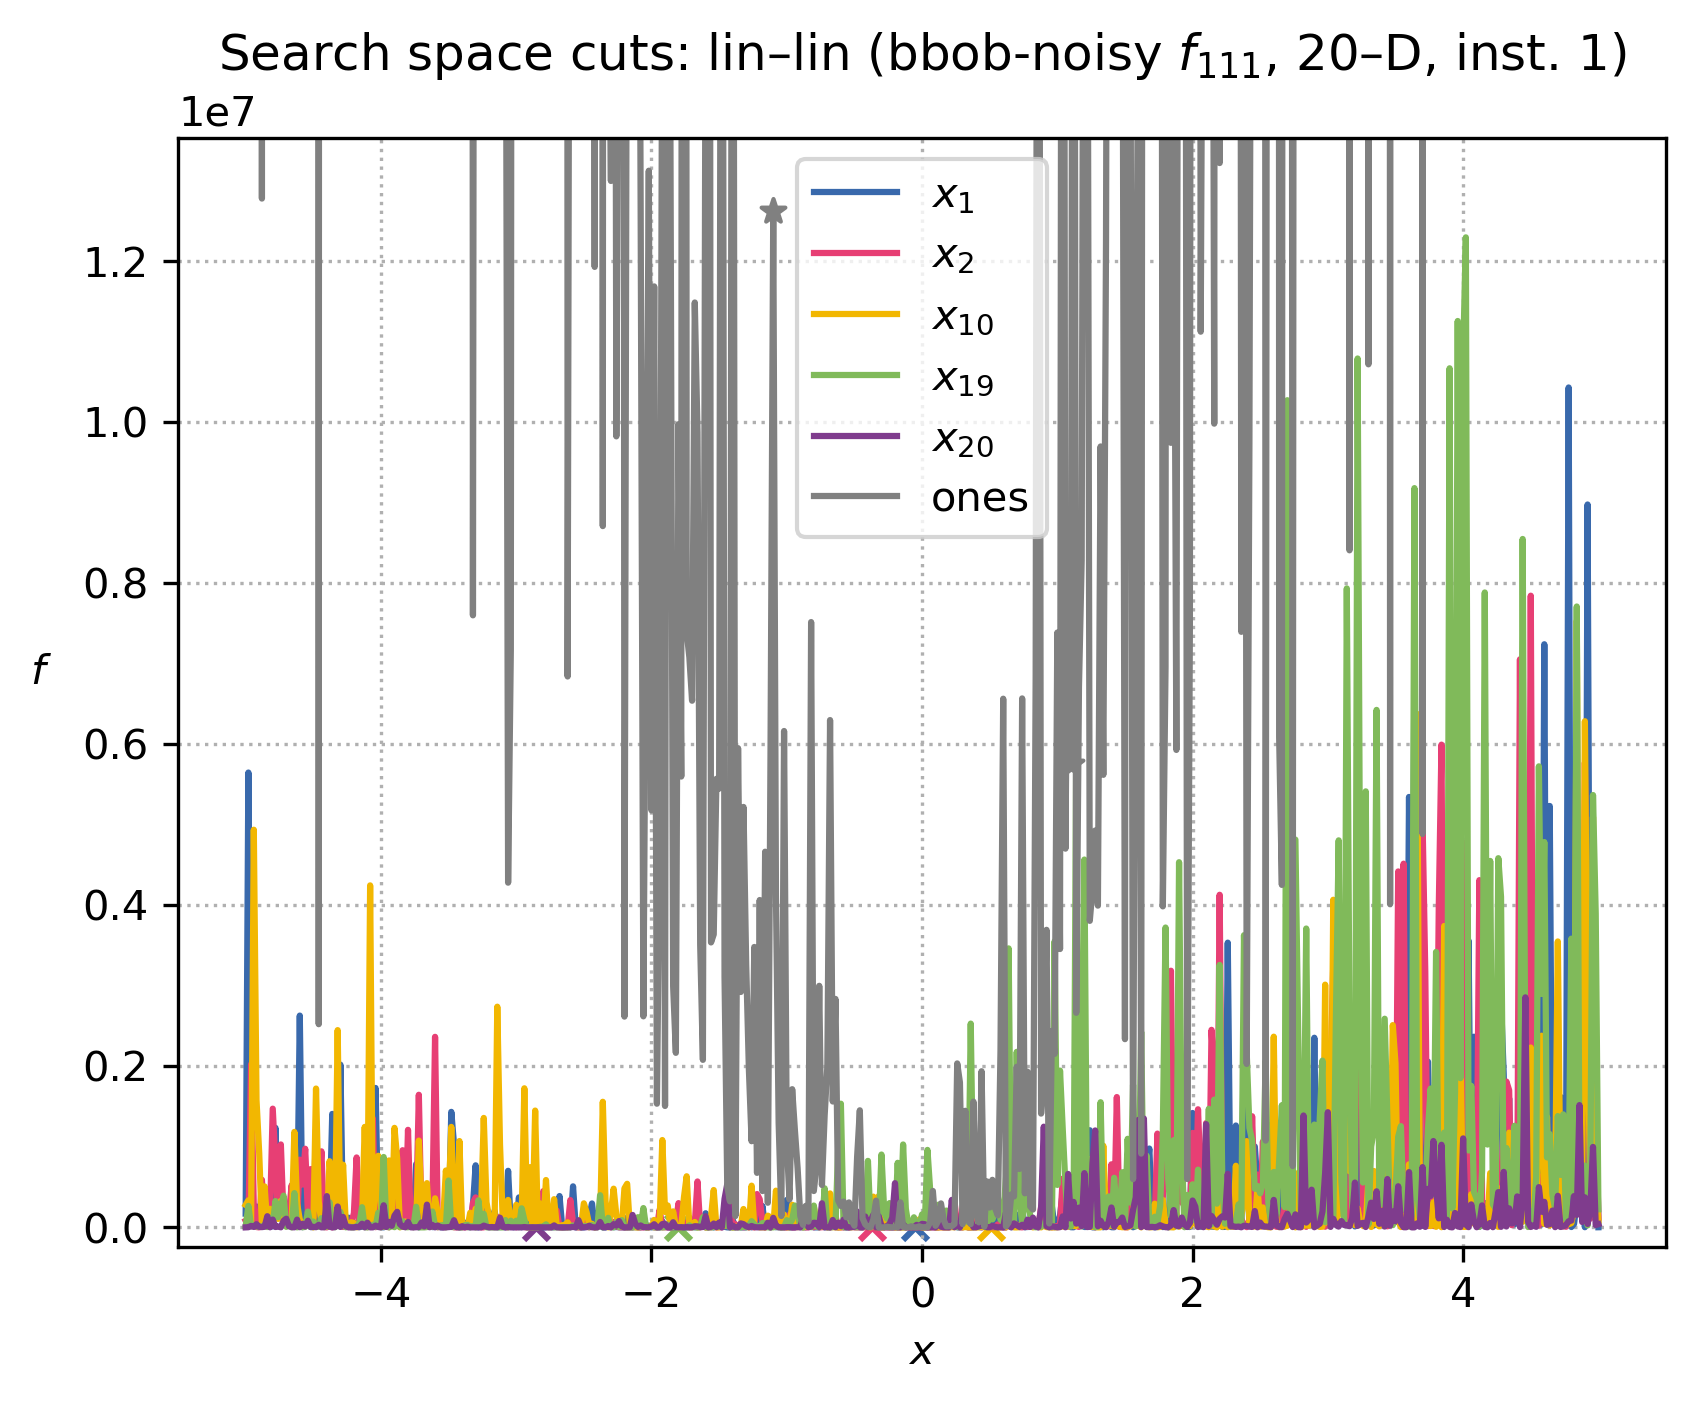 Search space cuts: lin–lin (bbob-noisy f₁₁₁, 20–D, inst. 1)
1e7
1.2
1.0
0.8
0.6
0.4
0.2
0.0
f
x₁
x₂
x₁₀
x₁₉
x₂₀
ones
−4
−2
0
2
4
x